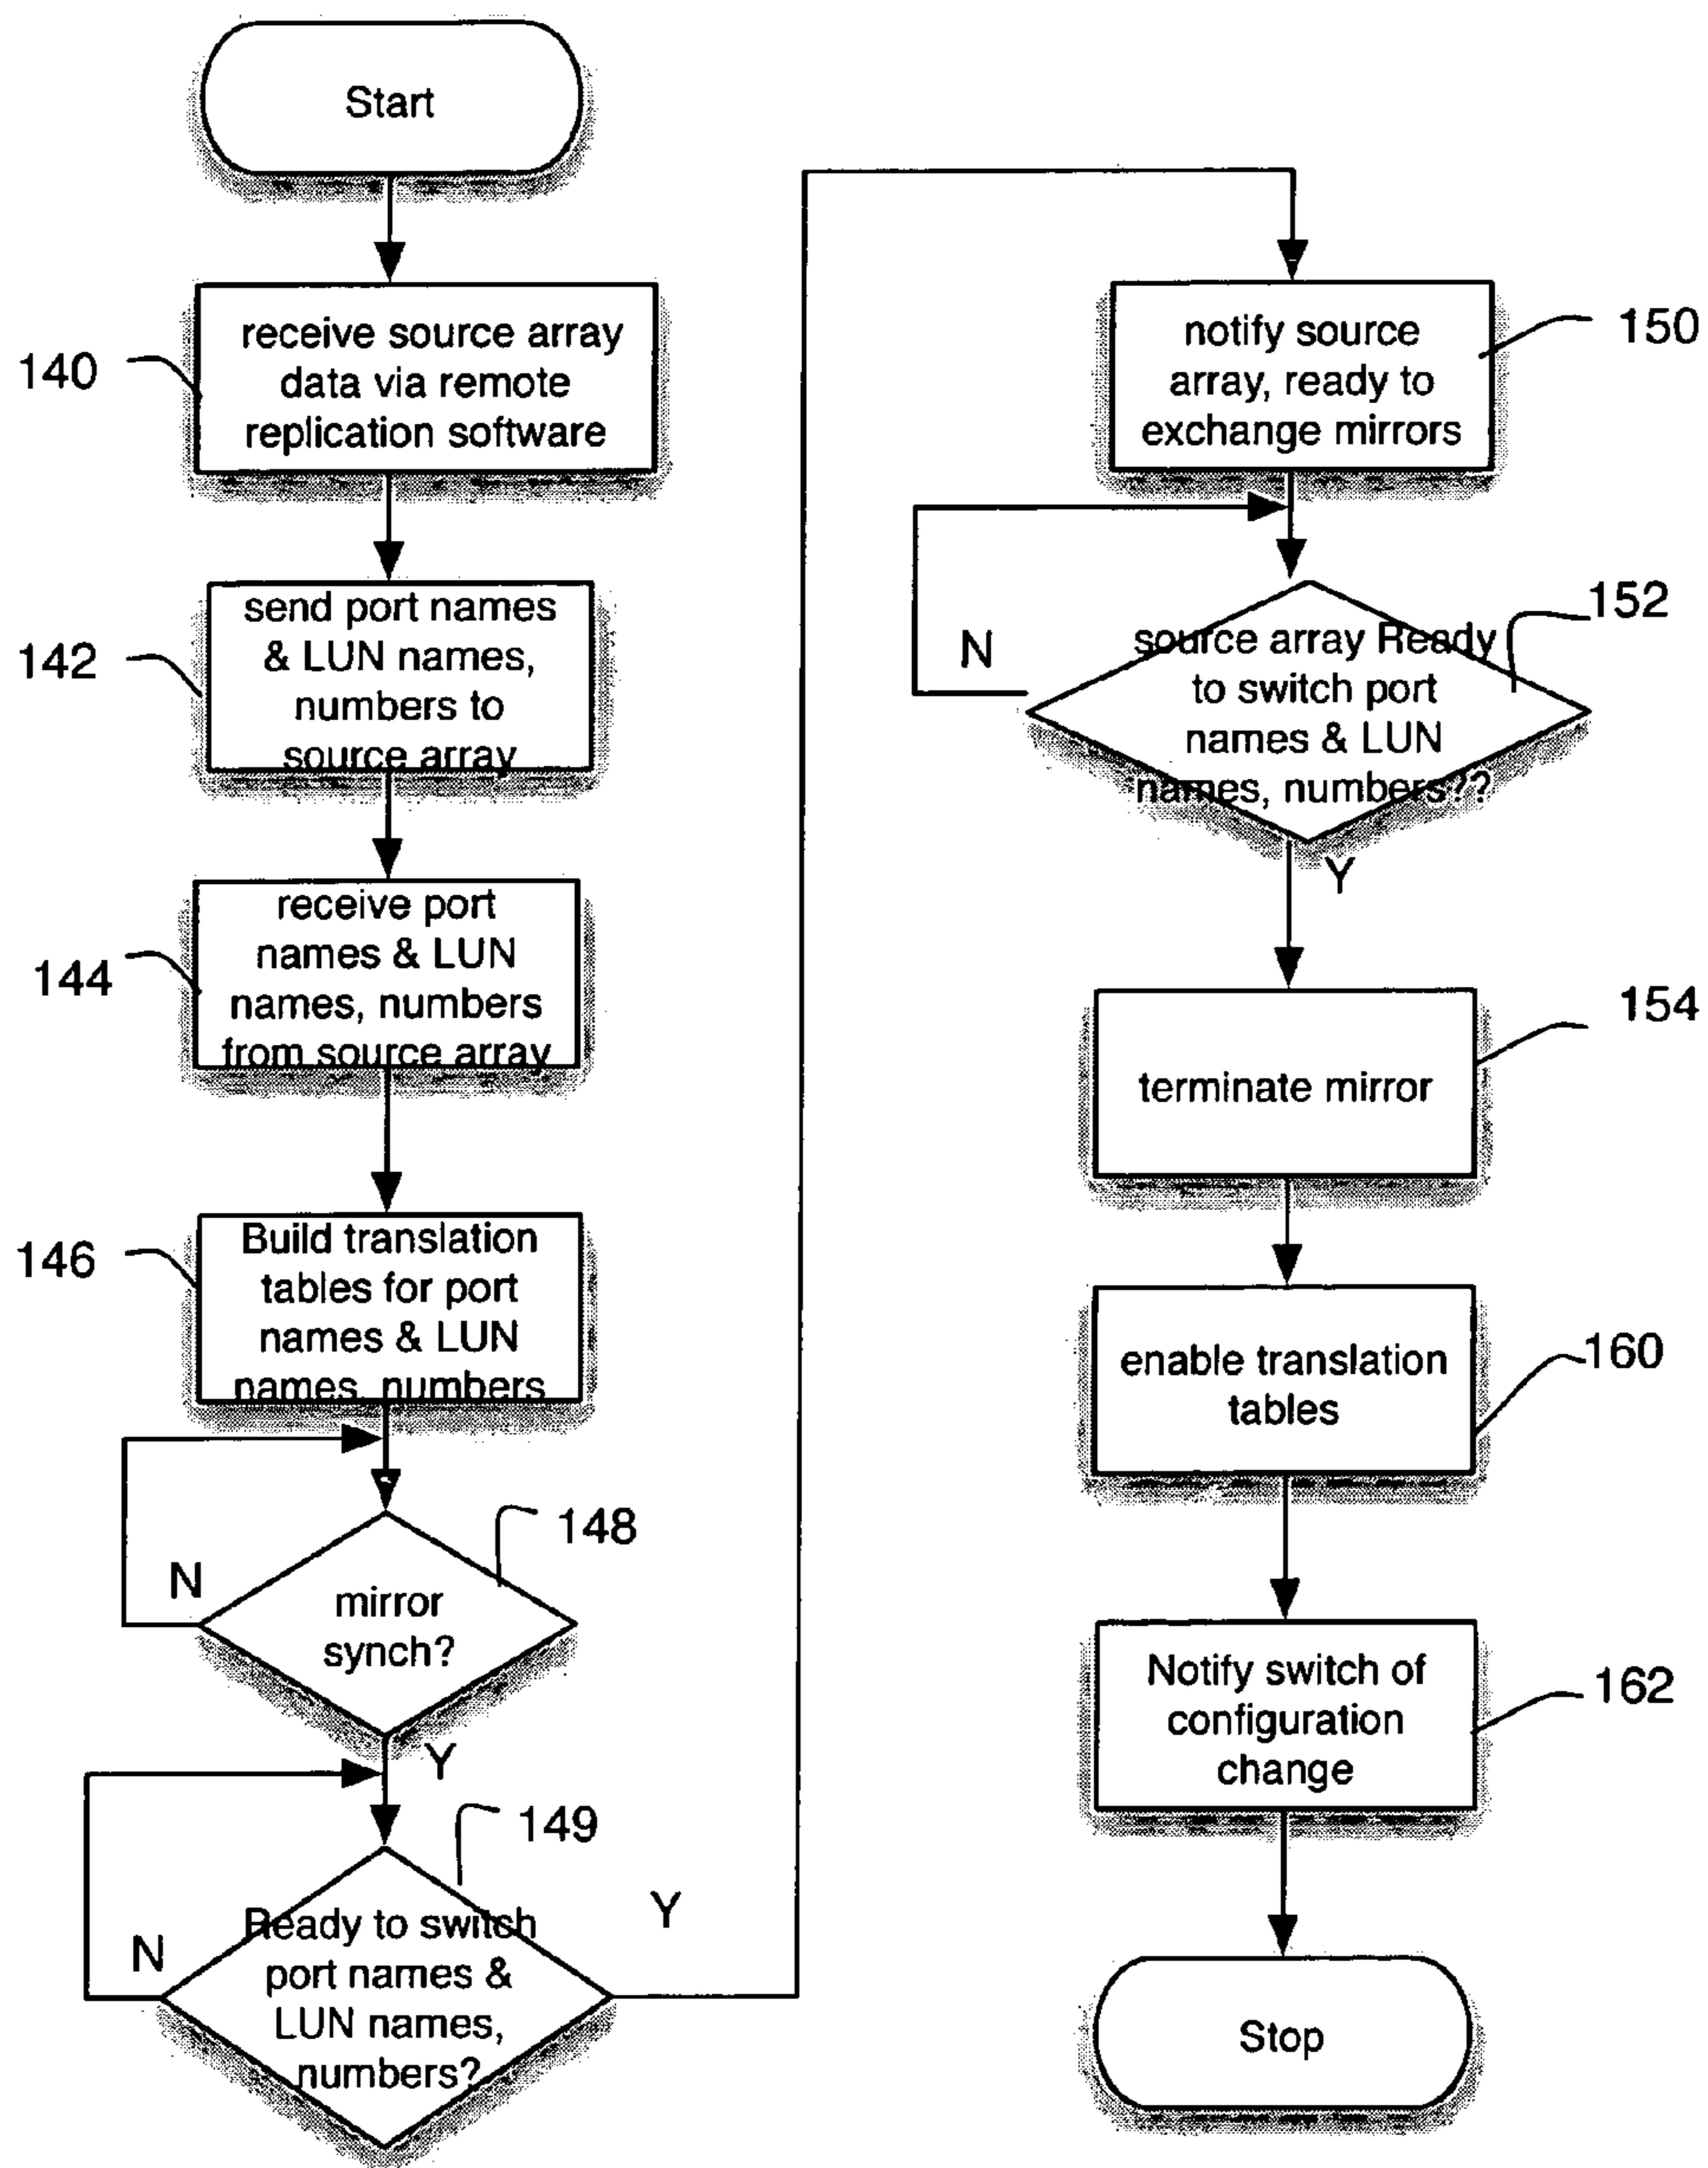 Start
140
receive source array
data via remote
replication software
142
send port names
& LUN names,
numbers to
source array
144
receive port
names & LUN
names, numbers
from source array
146
Build translation
tables for port
names & LUN
names, numbers
148
N
mirror
synch?
Y
149
N
Ready to switch
port names &
LUN names,
numbers?
Y
150
notify source
array, ready to
exchange mirrors
152
N
source array Ready
to switch port
names & LUN
names, numbers??
Y
154
terminate mirror
160
enable translation
tables
162
Notify switch of
configuration
change
Stop